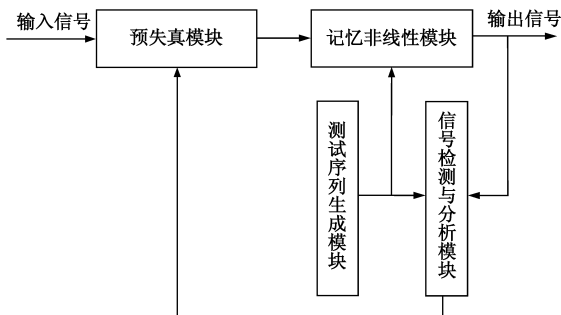 输入信号
预失真模块
记忆非线性模块
输出信号
测试序列生成模块
信号检测与分析模块